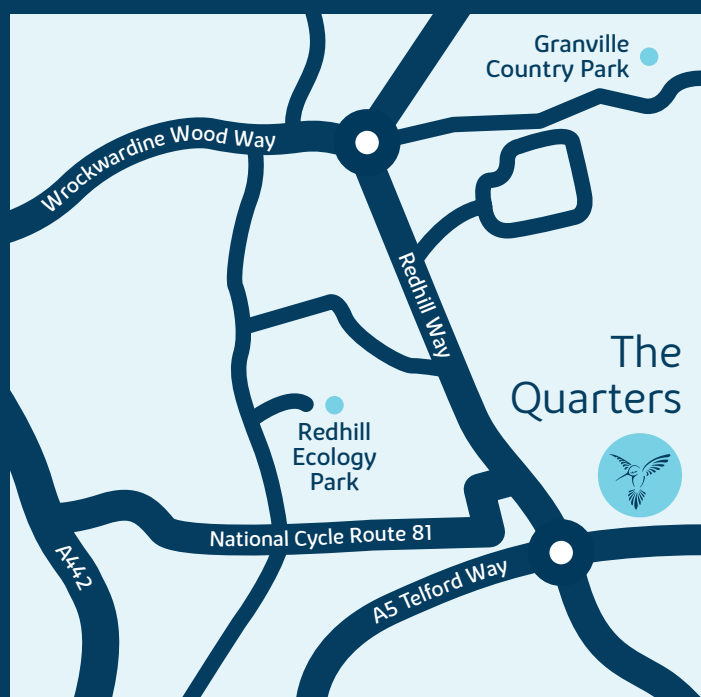 Granville
Country Park
Wrockwardine Wood Way
Redhill Way
The
Quarters
Redhill
Ecology
Park
National Cycle Route 81
A442
A5 Telford Way